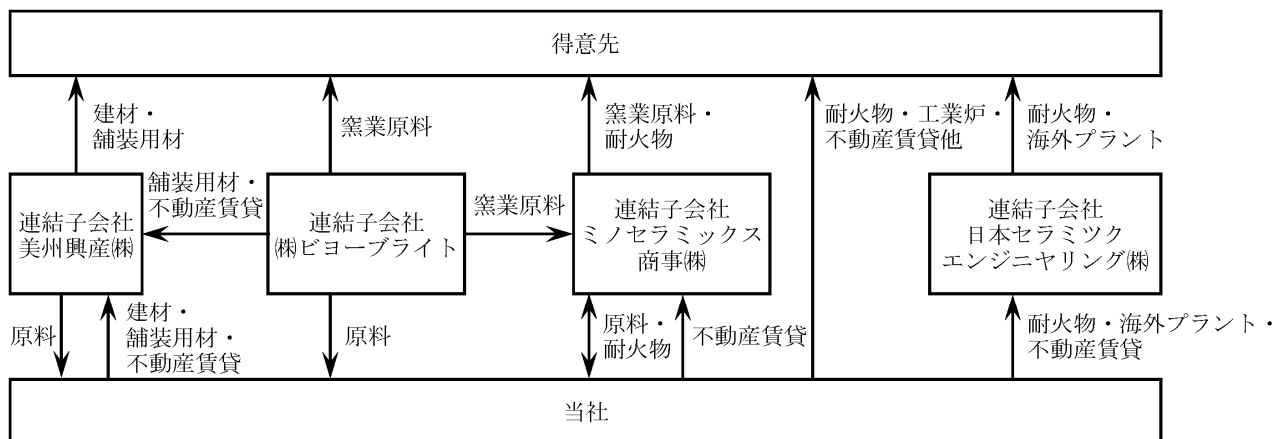 得意先
建材・
舗装用材
窯業原料
窯業原料・
耐火物
耐火物・工業炉・
不動産賃貸他
耐火物・
海外プラント
連結子会社
美州興産㈱
舗装用材・
不動産賃貸
連結子会社
㈱ビヨーブライト
窯業原料
連結子会社
ミノセラミックス
商事㈱
連結子会社
日本セラミツク
エンジニヤリング㈱
原料
建材・
舗装用材・
不動産賃貸
原料
原料・
耐火物
不動産賃貸
耐火物・海外プラント・
不動産賃貸
当社